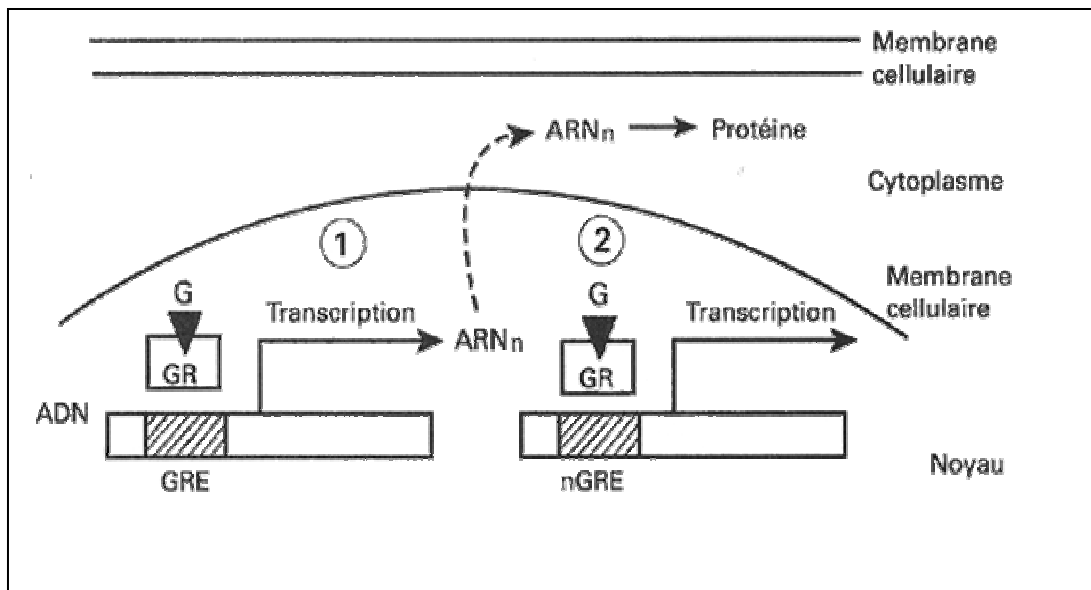 Membrane
cellulaire
ARNn → Protéine
Cytoplasme
1
2
Membrane
cellulaire
G
Transcription
ARNn
G
Transcription
GR
GR
ADN
GRE
nGRE
Noyau